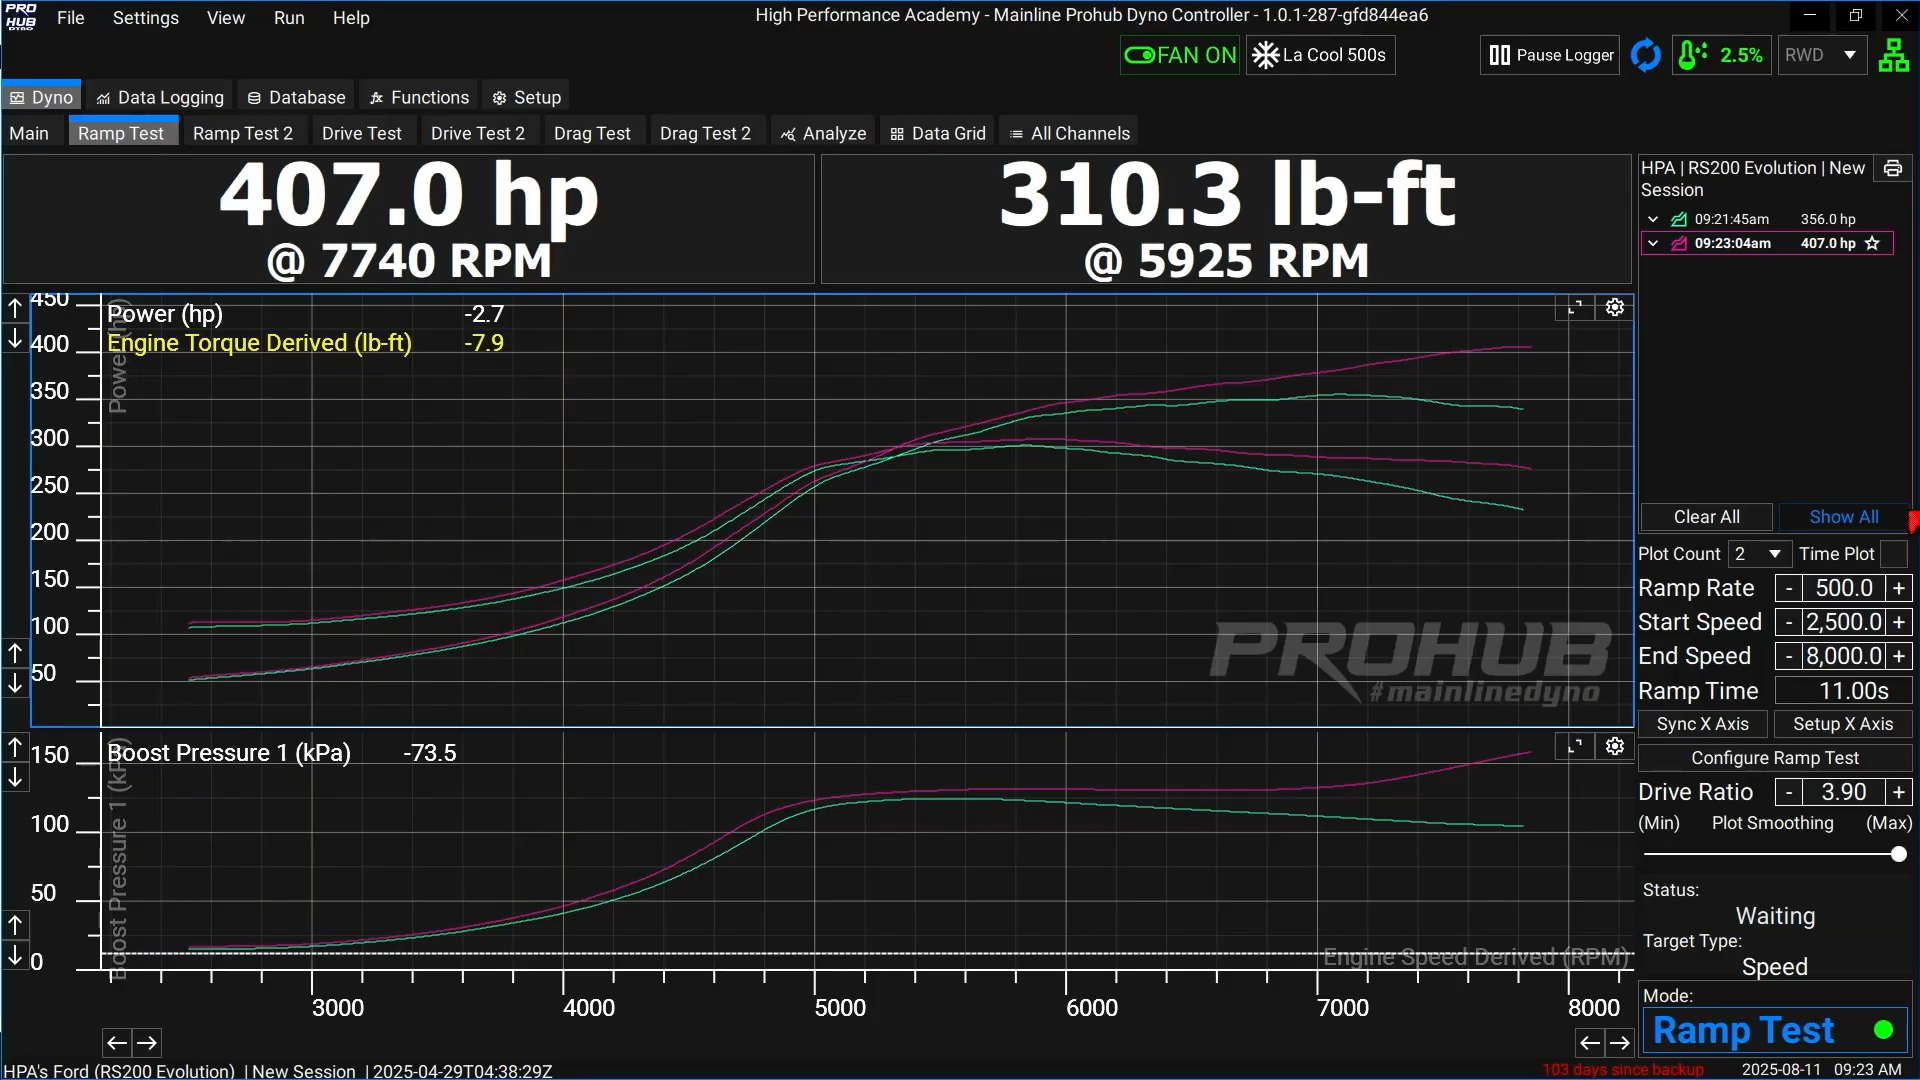 PRO HUB DYNO File Settings View Run Help
High Performance Academy - Mainline Prohub Dyno Controller - 1.0.1-287-gfd844ea6
FAN ON La Cool 500s Pause Logger 2.5% RWD
Dyno Data Logging Database Functions Setup
Main Ramp Test Ramp Test 2 Drive Test Drive Test 2 Drag Test Drag Test 2 Analyze Data Grid All Channels
407.0 hp
@ 7740 RPM
310.3 lb-ft
@ 5925 RPM
HPA | RS200 Evolution | New
Session
09:21:45am 356.0 hp
09:23:04am 407.0 hp
Power (hp) -2.7
Engine Torque Derived (lb-ft) -7.9
Power (hp)
450
400
350
300
250
200
150
100
50
PROHUB
#mainlinedyno
Boost Pressure 1 (kPa) -73.5
Boost Pressure 1 (kPa)
150
100
50
0
Engine Speed Derived (RPM)
3000 4000 5000 6000 7000 8000
Clear All Show All
Plot Count 2 Time Plot
Ramp Rate - 500.0 +
Start Speed - 2,500.0 +
End Speed - 8,000.0 +
Ramp Time 11.00s
Sync X Axis Setup X Axis
Configure Ramp Test
Drive Ratio - 3.90 +
(Min) Plot Smoothing (Max)
Status:
Waiting
Target Type:
Speed
Mode:
Ramp Test
HPA's Ford (RS200 Evolution) | New Session | 2025-04-29T04:38:29Z
103 days since backup 2025-08-11 09:23 AM